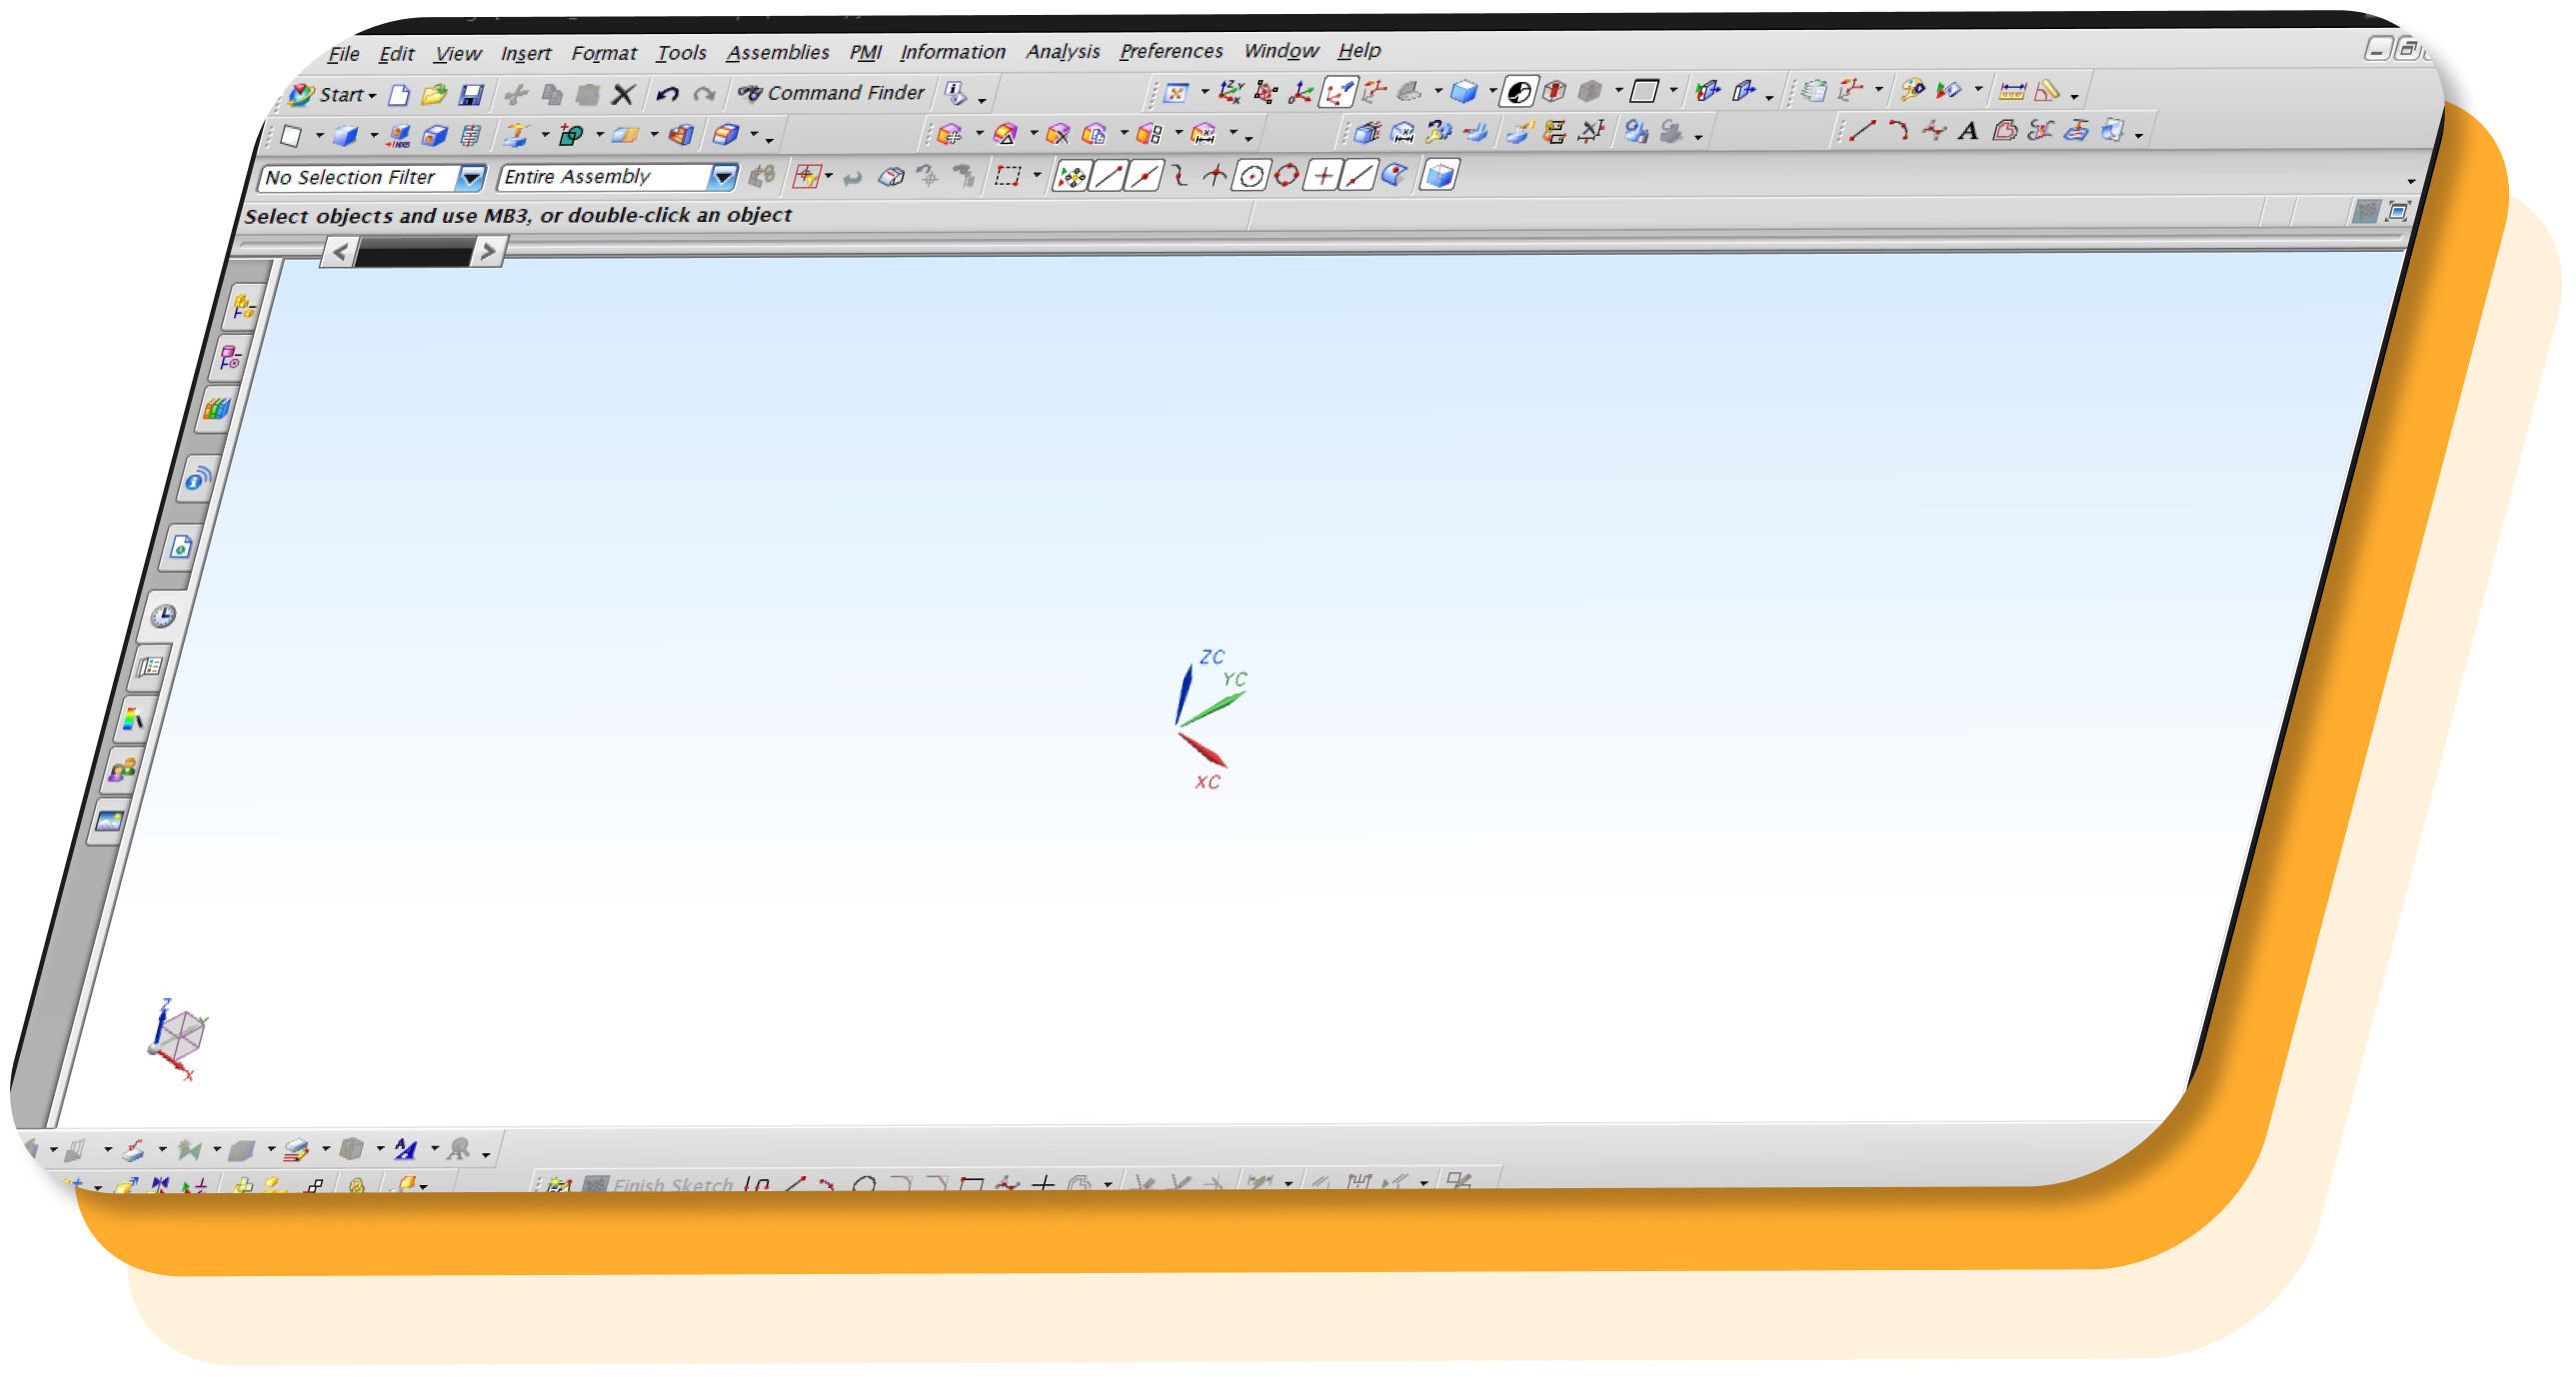 File Edit View Insert Format Tools Assemblies PMI Information Analysis Preferences Window Help
Start Command Finder
No Selection Filter Entire Assembly
Select objects and use MB3, or double-click an object
ZC
YC
XC
Z
Y
X
Finish Sketch